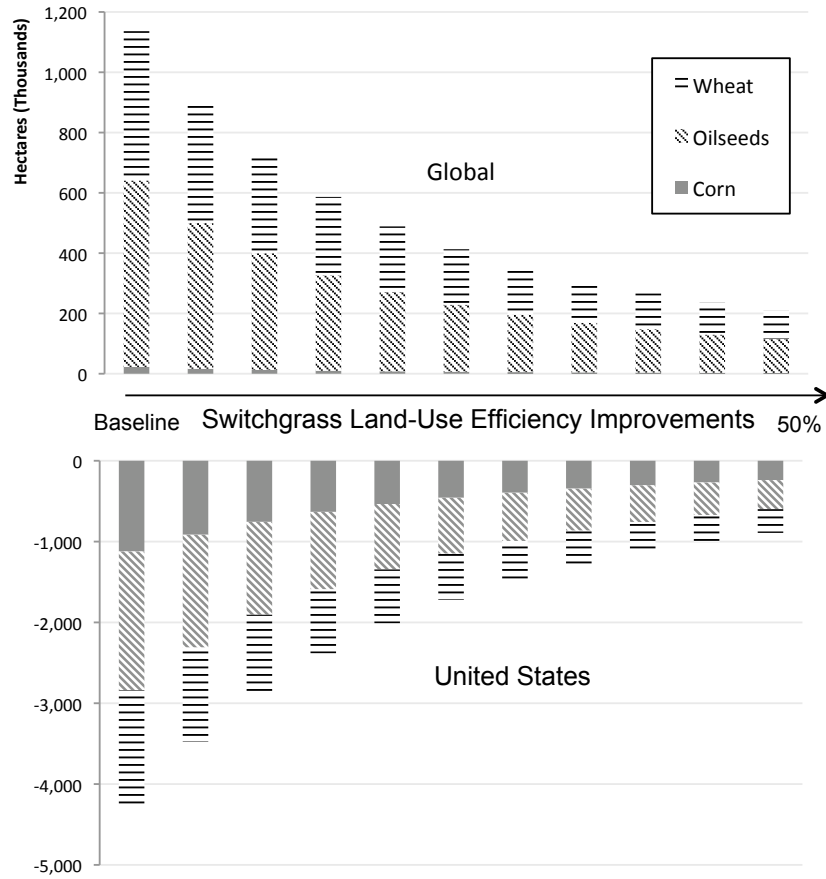 Hectares (Thousands)
1,200
1,000
800
600
400
200
0
Wheat
Oilseeds
Corn
Global
Baseline
Switchgrass Land-Use Efficiency Improvements
50%
0
-1,000
-2,000
-3,000
-4,000
-5,000
United States